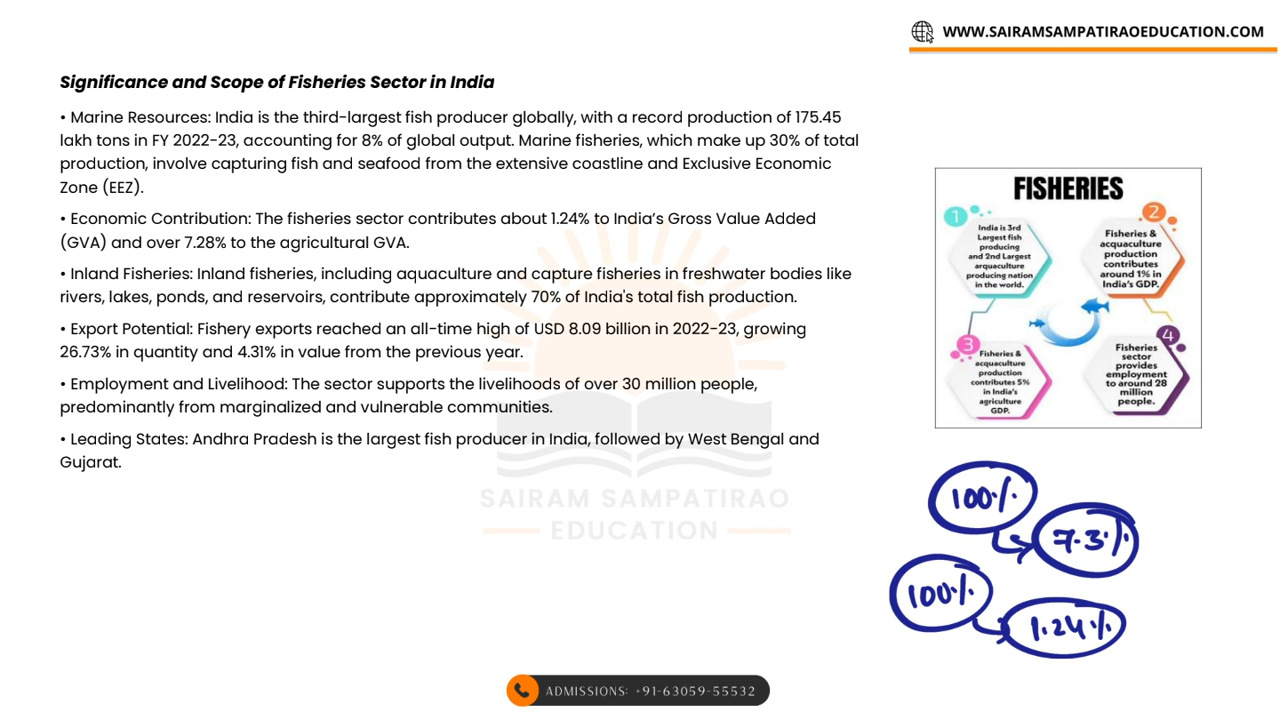 WWW.SAIRAMSAMPATIRAOEDUCATION.COM
Significance and Scope of Fisheries Sector in India
• Marine Resources: India is the third-largest fish producer globally, with a record production of 175.45
lakh tons in FY 2022-23, accounting for 8% of global output. Marine fisheries, which make up 30% of total
production, involve capturing fish and seafood from the extensive coastline and Exclusive Economic
Zone (EEZ).
• Economic Contribution: The fisheries sector contributes about 1.24% to India's Gross Value Added
(GVA) and over 7.28% to the agricultural GVA.
• Inland Fisheries: Inland fisheries, including aquaculture and capture fisheries in freshwater bodies like
rivers, lakes, ponds, and reservoirs, contribute approximately 70% of India's total fish production.
• Export Potential: Fishery exports reached an all-time high of USD 8.09 billion in 2022-23, growing
26.73% in quantity and 4.31% in value from the previous year.
• Employment and Livelihood: The sector supports the livelihoods of over 30 million people,
predominantly from marginalized and vulnerable communities.
• Leading States: Andhra Pradesh is the largest fish producer in India, followed by West Bengal and
Gujarat.
SAIRAM SAMPATIRAO
EDUCATION
FISHERIES
1
India is 3rd
Largest fish
producing
and 2nd Largest
arquaculture
producing nation
in the world.
2
Fisheries &
acquaculture
production
contributes
around 1% in
India's GDP.
3
Fisheries &
acquaculture
production
contributes 5%
in India's
agriculture
GDP.
4
Fisheries
sector
provides
employment
to around 28
million
people.
100%
7.3%
100%
1.24%
ADMISSIONS: +91-63059-55532